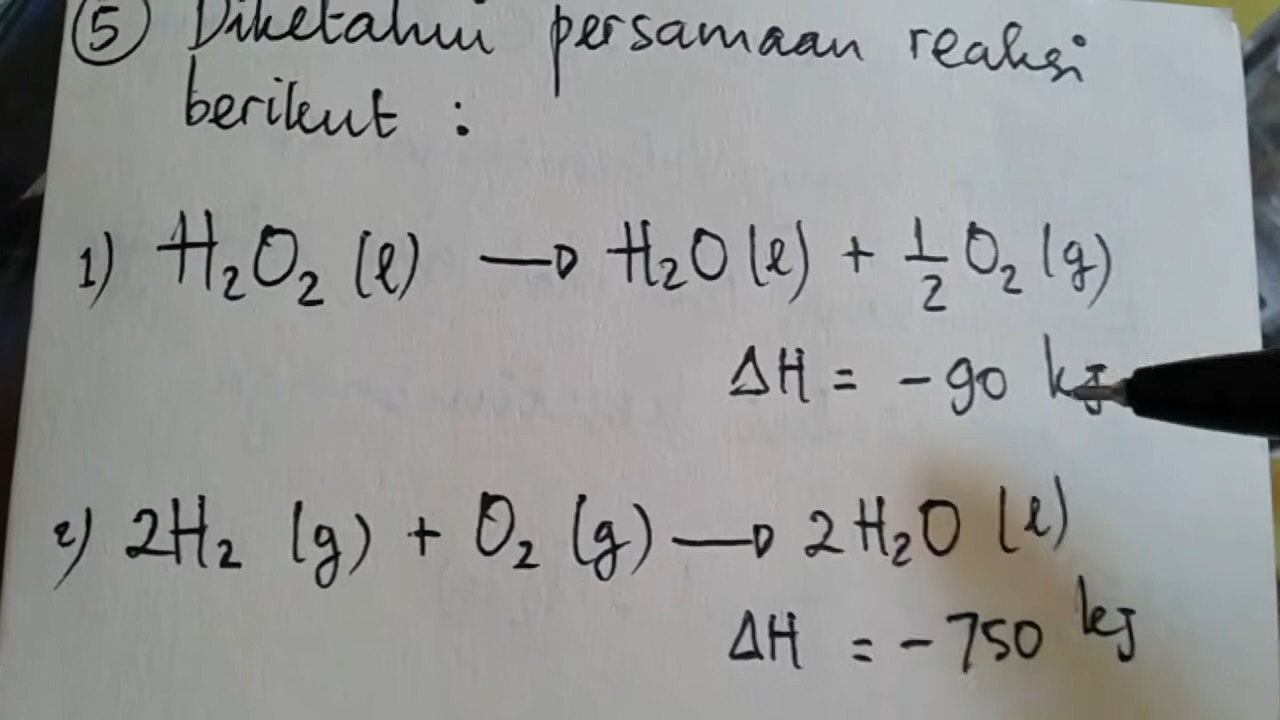 ⑤ Diketahui persamaan reaksi
berikut :
1) H₂O₂ (l) → H₂O (l) + 1/2 O₂ (g)
ΔH = -90 kJ
2) 2H₂ (g) + O₂ (g) → 2H₂O (l)
ΔH = -750 kJ